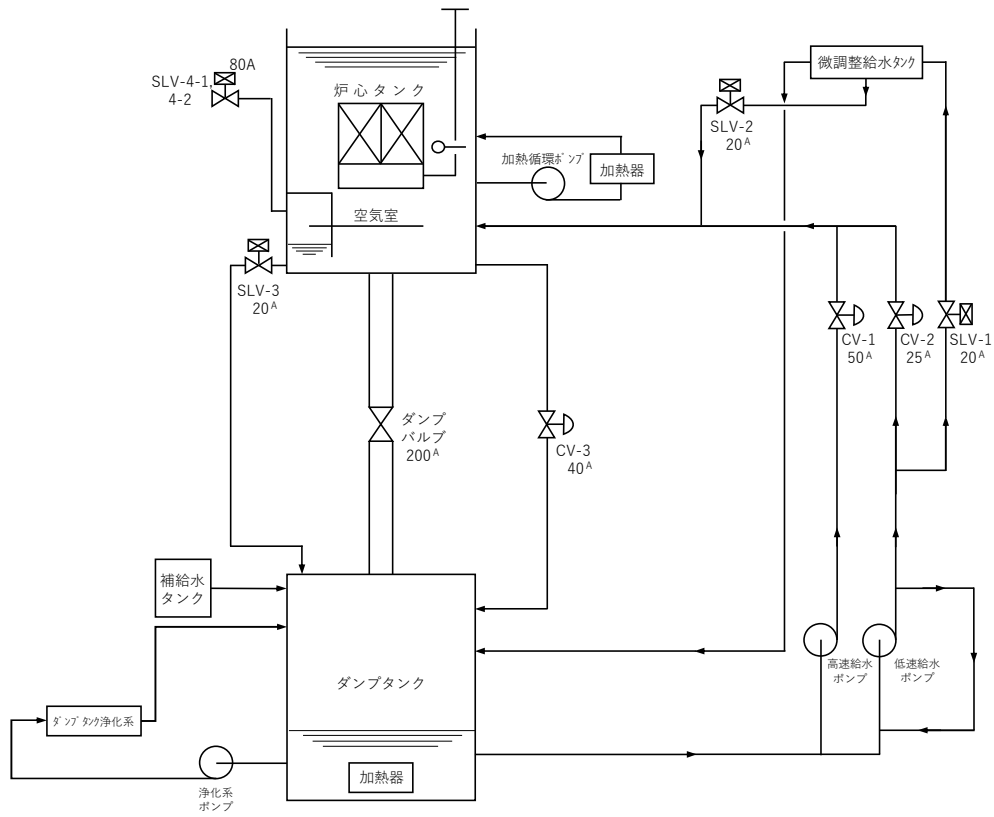 微調整給水タンク
80A
SLV-4-1,
4-2
炉心タンク
SLV-2
20A
加熱循環ポンプ
加熱器
空気室
SLV-3
20A
CV-1
50A
CV-2
25A
SLV-1
20A
ダンプ
バルブ
200A
CV-3
40A
補給水
タンク
高速給水
ポンプ
低速給水
ポンプ
ダンプタンク
ダンプタンク浄化系
加熱器
浄化系
ポンプ